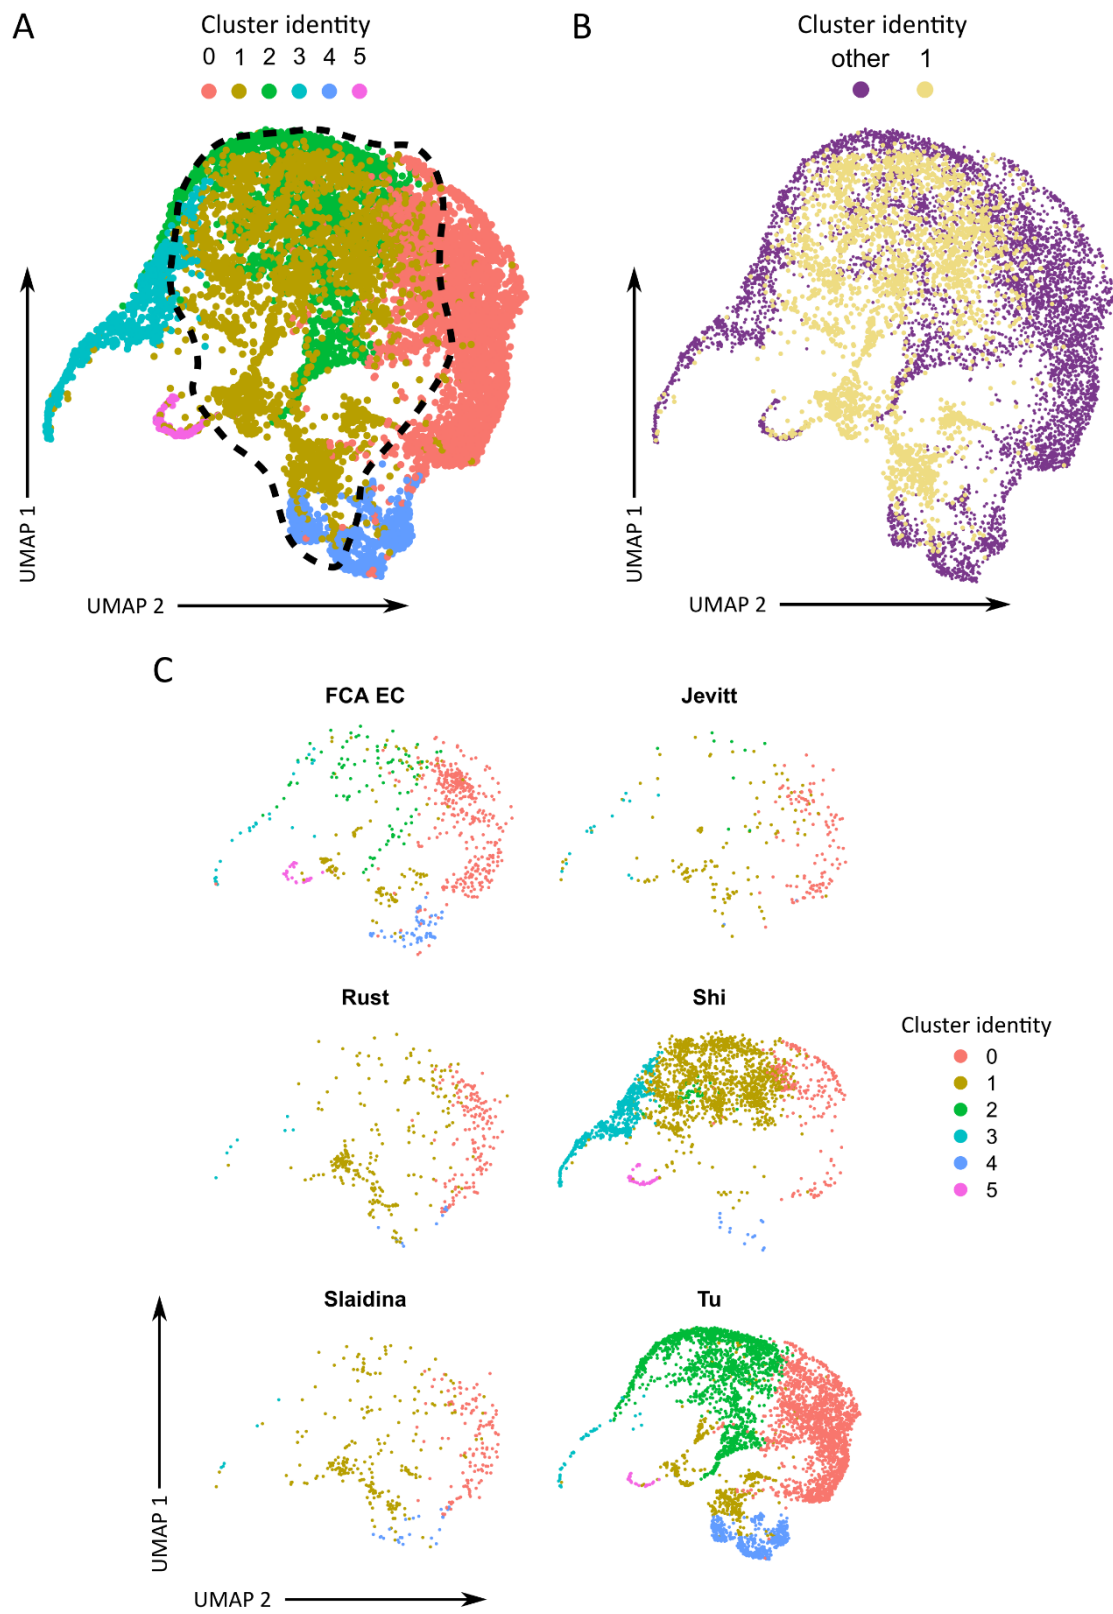 A
Cluster identity
0 1 2 3 4 5
UMAP 1
UMAP 2
B
Cluster identity
other 1
UMAP 1
UMAP 2
C
FCA EC
Jevitt
Rust
Shi
Cluster identity
0
1
2
3
4
5
Slaidina
Tu
UMAP 1
UMAP 2